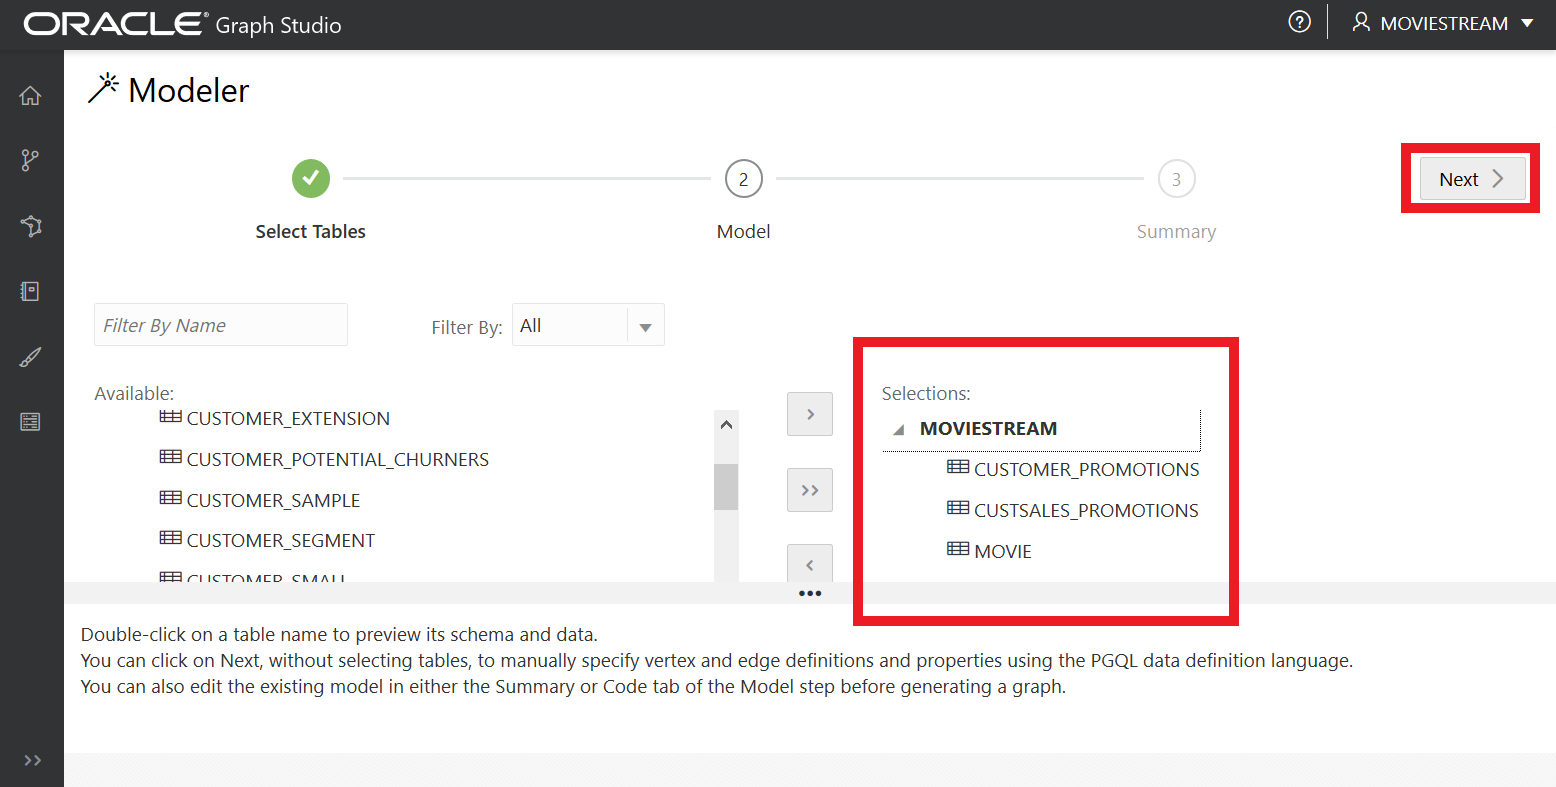 ORACLE® Graph Studio
? MOVIESTREAM
Modeler
2
3
Next
Select Tables
Model
Summary
Filter By Name
Filter By:
All
Available:
CUSTOMER_EXTENSION
CUSTOMER_POTENTIAL_CHURNERS
CUSTOMER_SAMPLE
CUSTOMER_SEGMENT
CUSTOMER_SMALL
Selections:
MOVIESTREAM
CUSTOMER_PROMOTIONS
CUSTSALES_PROMOTIONS
MOVIE
Double-click on a table name to preview its schema and data.
You can click on Next, without selecting tables, to manually specify vertex and edge definitions and properties using the PGQL data definition language.
You can also edit the existing model in either the Summary or Code tab of the Model step before generating a graph.